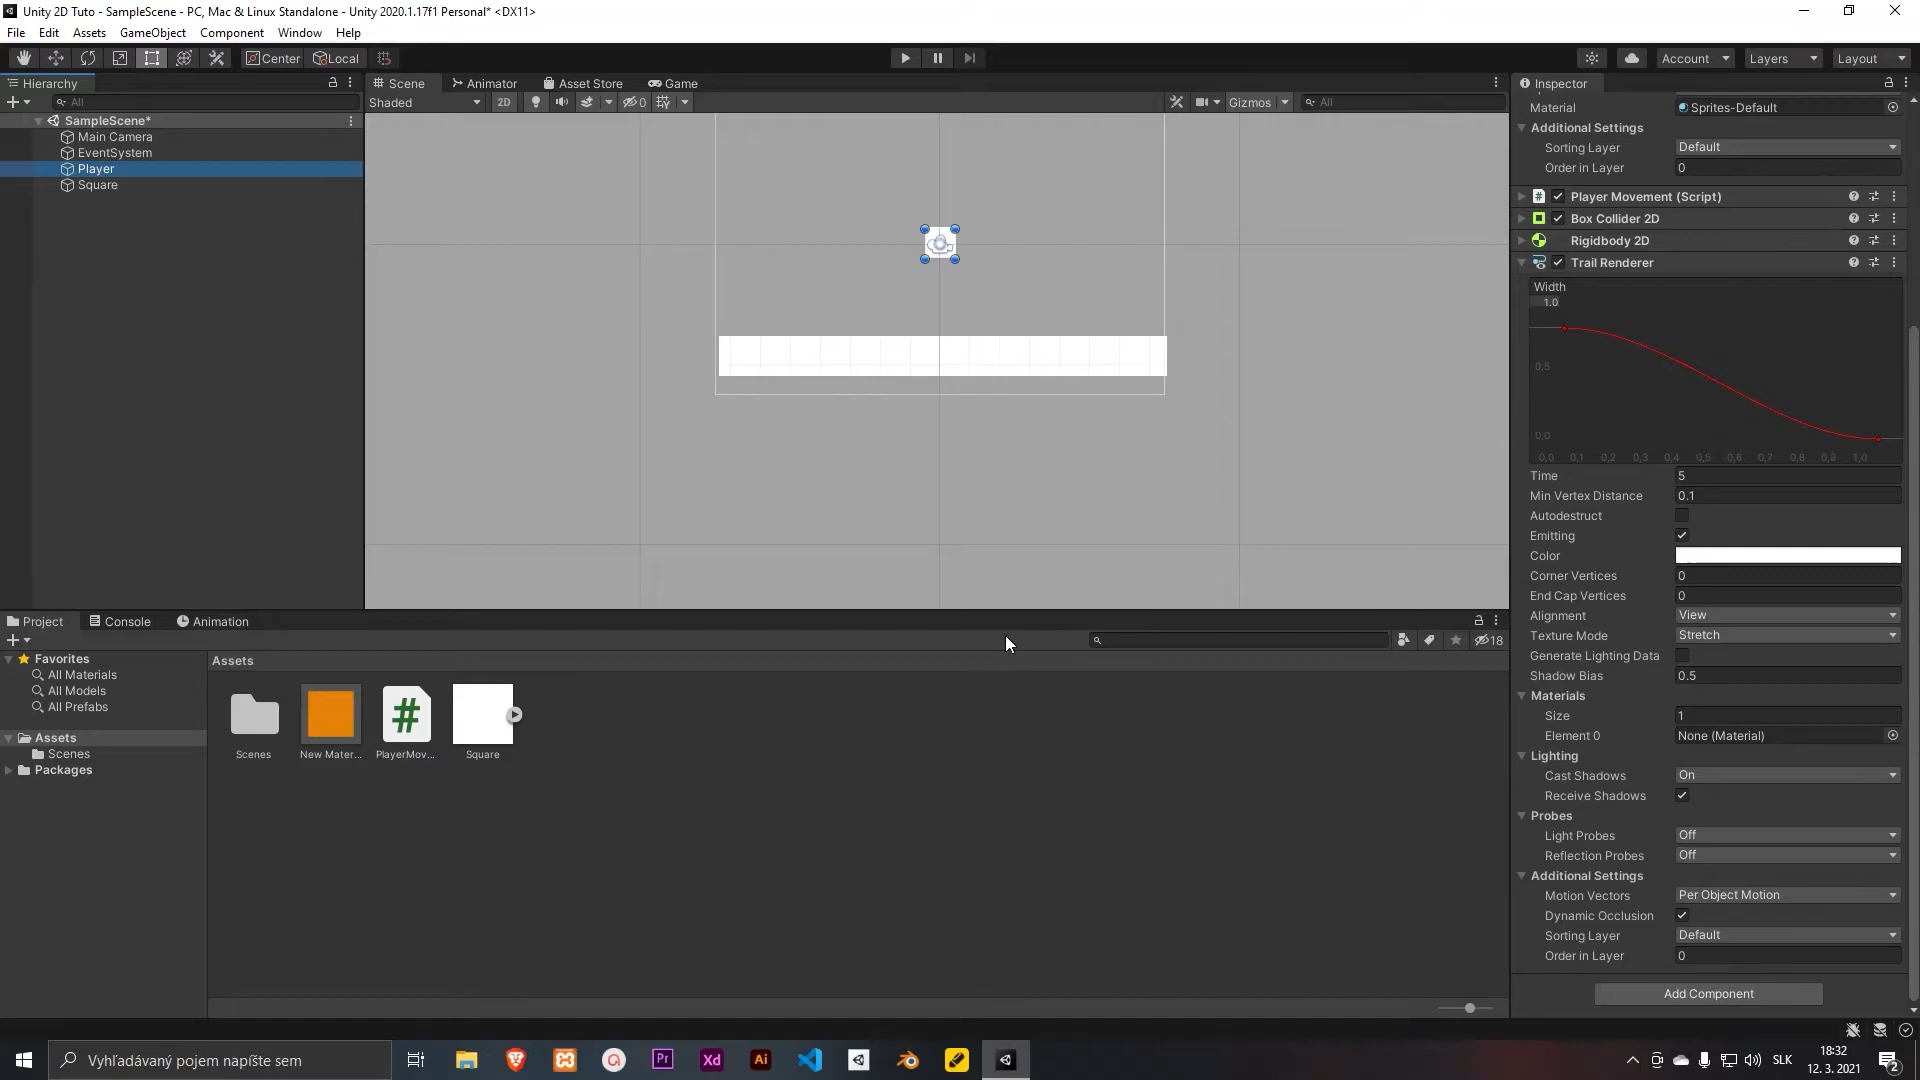 Unity 2D Tuto - SampleScene - PC, Mac & Linux Standalone - Unity 2020.1.17f1 Personal* <DX11>
File Edit Assets GameObject Component Window Help
Center Local Account Layers Layout
Hierarchy
All
SampleScene*
Main Camera
EventSystem
Player
Square
Scene Animator Asset Store Game
Shaded 2D 0 Gizmos All
Inspector
Material Sprites-Default
Additional Settings
Sorting Layer Default
Order in Layer 0
# Player Movement (Script)
Box Collider 2D
Rigidbody 2D
Trail Renderer
Width
1.0
0,5
0,0
0,0 0,1 0,2 0,3 0,4 0,5 0,6 0,7 0,8 0,9 1,0
Time 5
Min Vertex Distance 0.1
Autodestruct
Emitting
Color
Corner Vertices 0
End Cap Vertices 0
Alignment View
Texture Mode Stretch
Generate Lighting Data
Shadow Bias 0.5
Materials
Size 1
Element 0 None (Material)
Lighting
Cast Shadows On
Receive Shadows
Probes
Light Probes Off
Reflection Probes Off
Additional Settings
Motion Vectors Per Object Motion
Dynamic Occlusion
Sorting Layer Default
Order in Layer 0
Add Component
Project Console Animation
18
Favorites
All Materials
All Models
All Prefabs
Assets
Scenes
Packages
Assets
#
Scenes New Mater... PlayerMov... Square
Vyhľadávaný pojem napíšte sem
Pr Xd Ai
SLK
18:32
12. 3. 2021
2